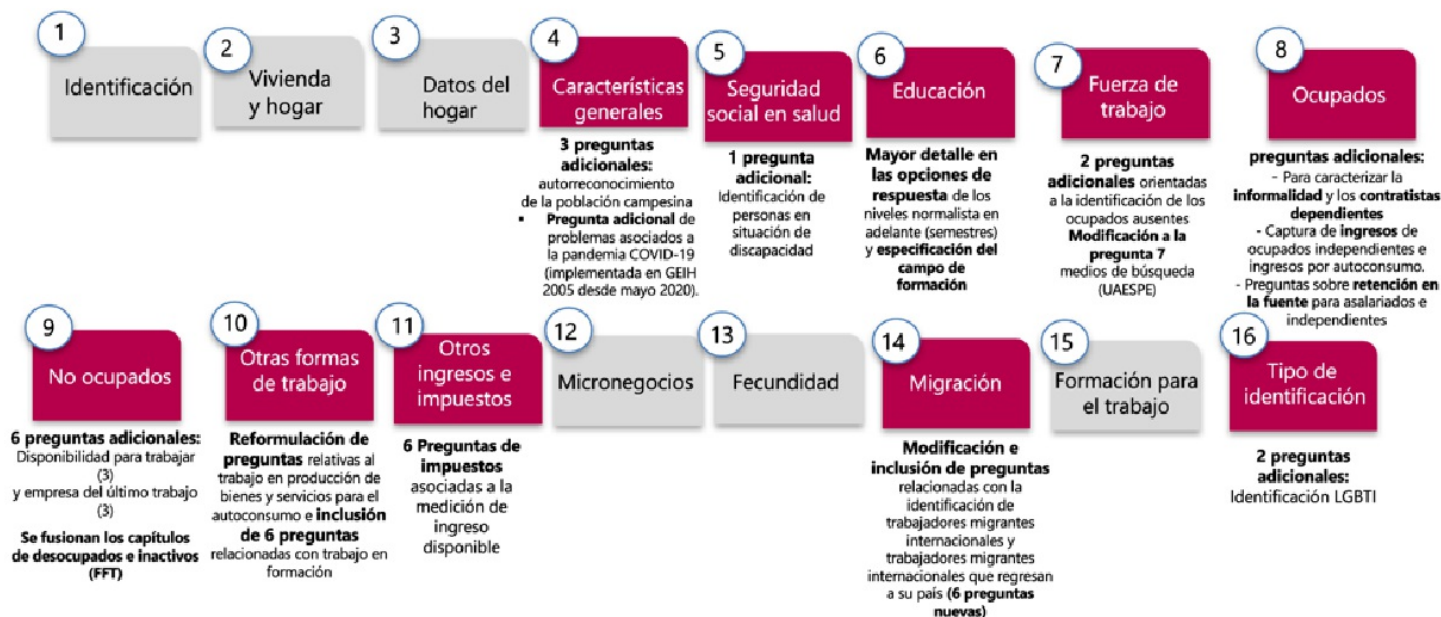 1
Identificación
2
Vivienda
y hogar
3
Datos del
hogar
4
Características
generales
3 preguntas
adicionales:
autorreconocimiento
de la población campesina
▪ Pregunta adicional de
problemas asociados a
la pandemia COVID-19
(implementada en GEIH
2005 desde mayo 2020).
5
Seguridad
social en salud
1 pregunta
adicional:
Identificación de
personas en
situación de
discapacidad
6
Educación
Mayor detalle en
las opciones de
respuesta de los
niveles normalista en
adelante (semestres)
y especificación del
campo de
formación
7
Fuerza de
trabajo
2 preguntas
adicionales orientadas
a la identificación de los
ocupados ausentes
Modificación a la
pregunta 7
medios de búsqueda
(UAESPE)
8
Ocupados
preguntas adicionales:
- Para caracterizar la
informalidad y los contratistas
dependientes
- Captura de ingresos de
ocupados independientes e
ingresos por autoconsumo.
- Preguntas sobre retención en
la fuente para asalariados e
independientes
9
No ocupados
6 preguntas adicionales:
Disponibilidad para trabajar
(3)
y empresa del último trabajo
(3)
Se fusionan los capítulos
de desocupados e inactivos
(FFT)
10
Otras formas
de trabajo
Reformulación de
preguntas relativas al
trabajo en producción de
bienes y servicios para el
autoconsumo e inclusión
de 6 preguntas
relacionadas con trabajo en
formación
11
Otros
ingresos e
impuestos
6 Preguntas de
impuestos
asociadas a la
medición de
ingreso
disponible
12
Micronegocios
13
Fecundidad
14
Migración
Modificación e
inclusión de preguntas
relacionadas con la
identificación de
trabajadores migrantes
internacionales y
trabajadores migrantes
internacionales que regresan
a su país (6 preguntas
nuevas)
15
Formación para
el trabajo
16
Tipo de
identificación
2 preguntas
adicionales:
Identificación LGBTI